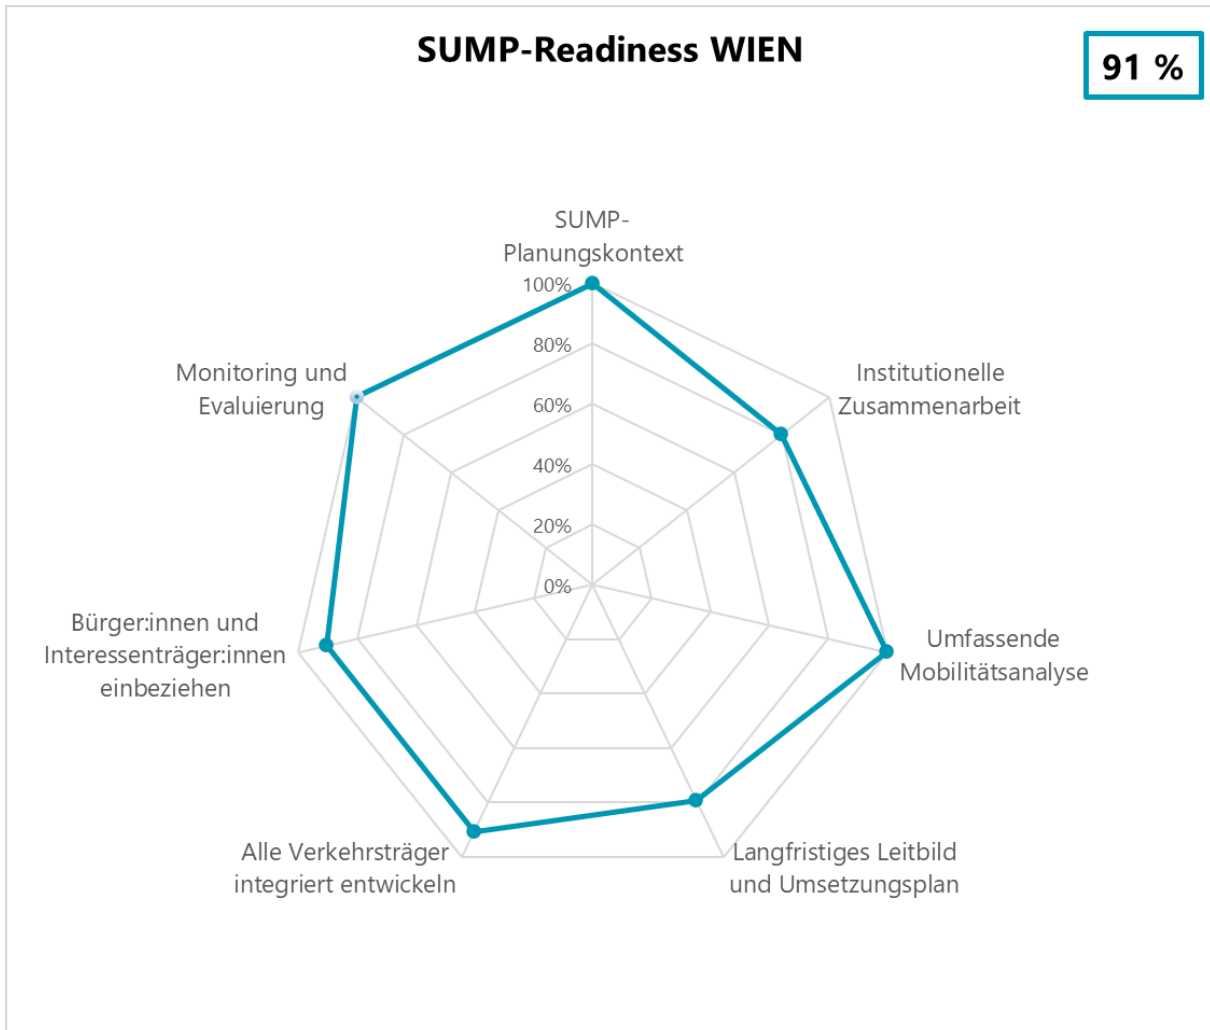 SUMP-Readiness WIEN
91 %
SUMP-
Planungskontext
100%
80%
60%
40%
20%
0%
Institutionelle
Zusammenarbeit
Umfassende
Mobilitätsanalyse
Langfristiges Leitbild
und Umsetzungsplan
Alle Verkehrsträger
integriert entwickeln
Bürger:innen und
Interessenträger:innen
einbeziehen
Monitoring und
Evaluierung